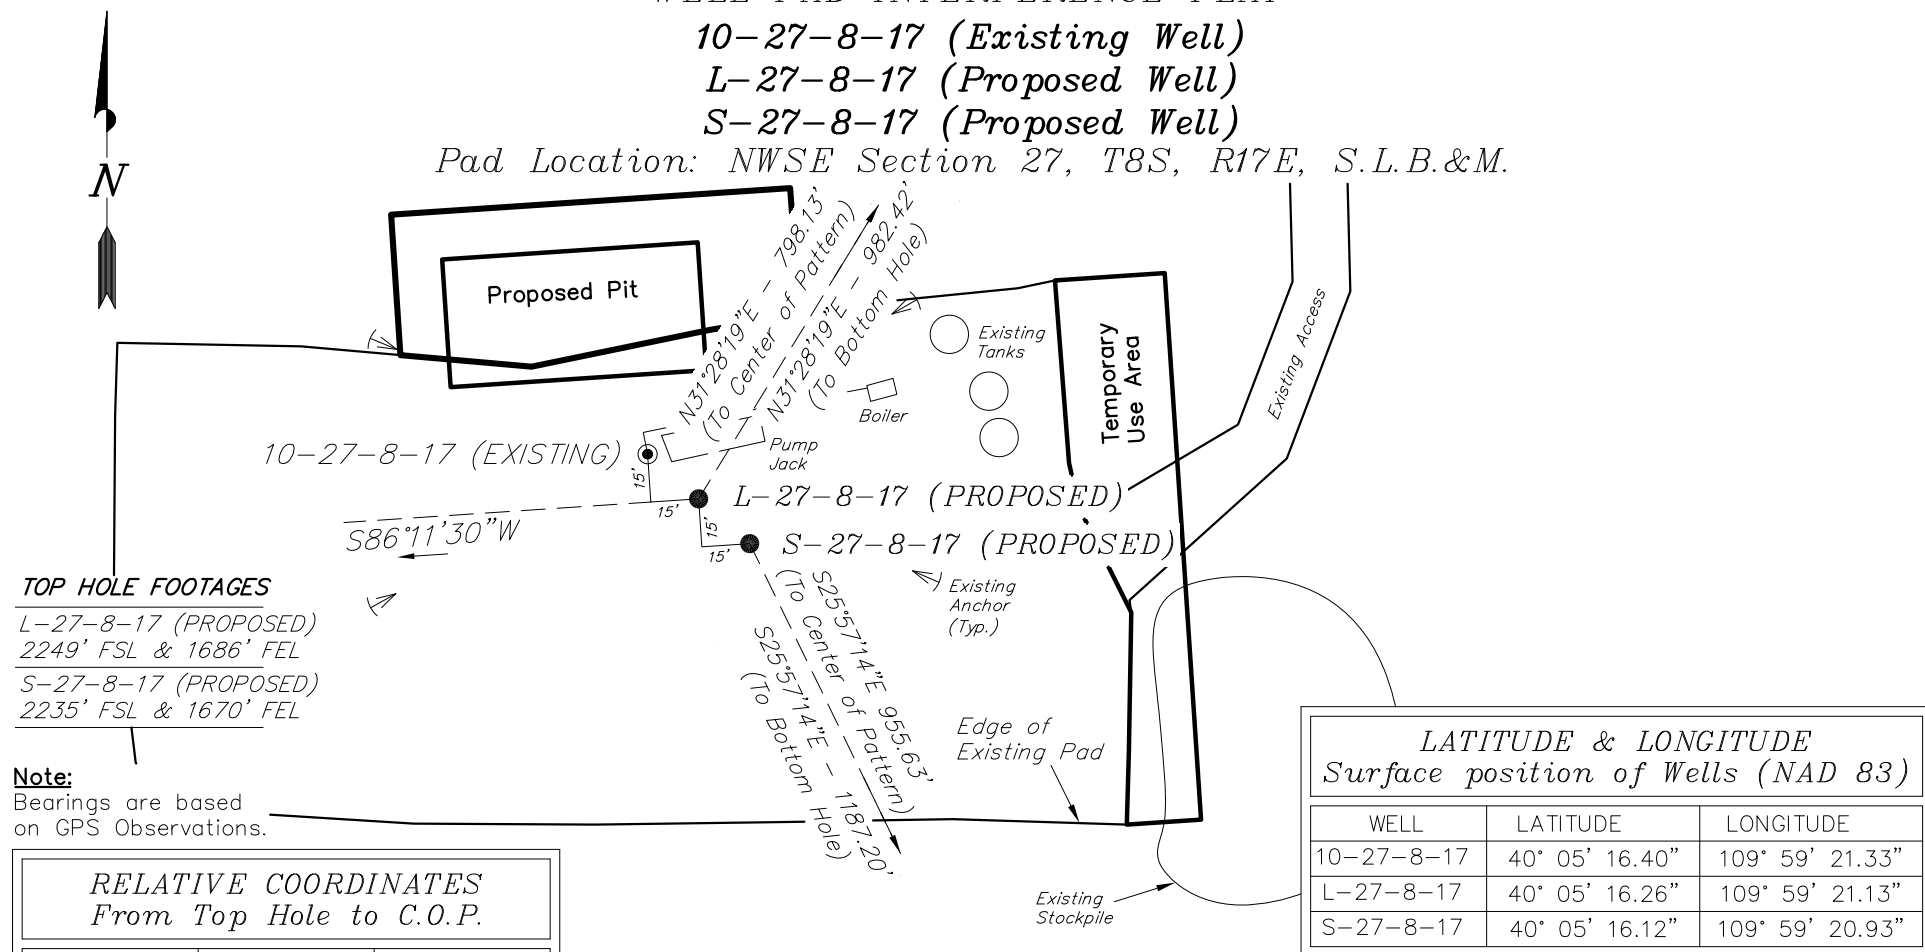 WELL PAD INTERFERENCE PLAT
10-27-8-17 (Existing Well)
L-27-8-17 (Proposed Well)
S-27-8-17 (Proposed Well)
Pad Location: NWSE Section 27, T8S, R17E, S.L.B.&M.
N
Proposed Pit
N31°28'19"E - 798.13'
(To Center of Pattern)
N31°28'19"E - 982.42'
(To Bottom Hole)
Existing
Tanks
Boiler
Temporary
Use Area
Existing Access
10-27-8-17 (EXISTING)
Pump
Jack
15'
15'
L-27-8-17 (PROPOSED)
15'
15'
S-27-8-17 (PROPOSED)
S86°11'30"W
Existing
Anchor
(Typ.)
S25°57'14"E 955.63'
(To Center of Pattern)
S25°57'14"E - 1187.20'
(To Bottom Hole)
TOP HOLE FOOTAGES
L-27-8-17 (PROPOSED)
2249' FSL & 1686' FEL
S-27-8-17 (PROPOSED)
2235' FSL & 1670' FEL
Note:
Bearings are based
on GPS Observations.
Edge of
Existing Pad
Existing
Stockpile
RELATIVE COORDINATES
From Top Hole to C.O.P.
LATITUDE & LONGITUDE
Surface position of Wells (NAD 83)
WELL LATITUDE LONGITUDE
10-27-8-17 40° 05' 16.40" 109° 59' 21.33"
L-27-8-17 40° 05' 16.26" 109° 59' 21.13"
S-27-8-17 40° 05' 16.12" 109° 59' 20.93"